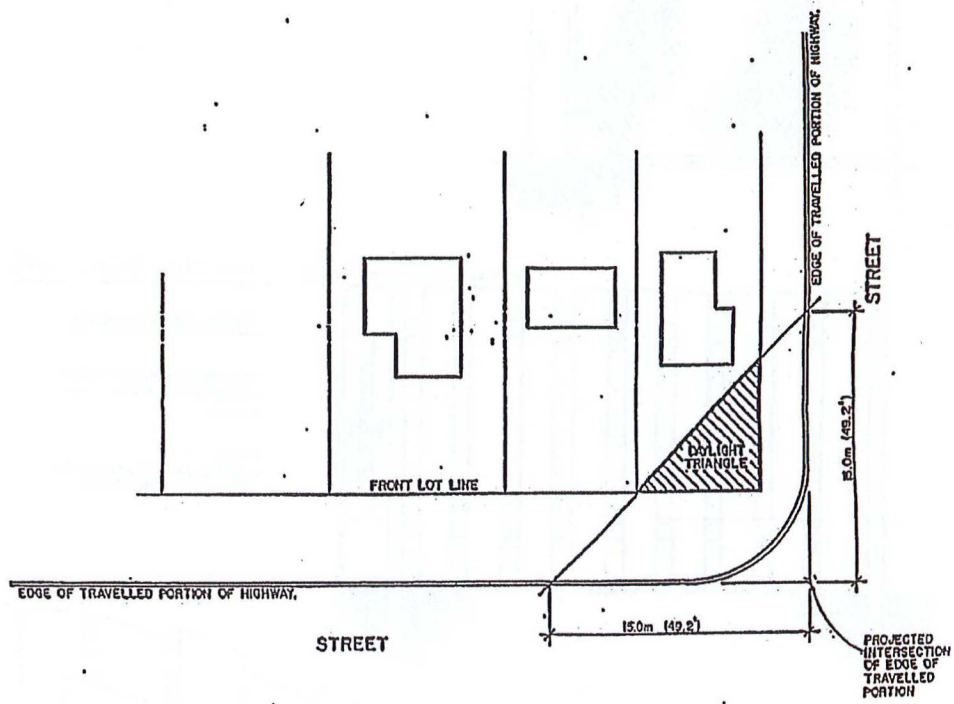 EDGE OF TRAVELLED PORTION OF HIGHWAY.
STREET
DAYLIGHT
TRIANGLE
15.0m (49.2')
FRONT LOT LINE
EDGE OF TRAVELLED PORTION OF HIGHWAY.
15.0m (49.2')
STREET
PROJECTED
INTERSECTION
OF EDGE OF
TRAVELLED
PORTION